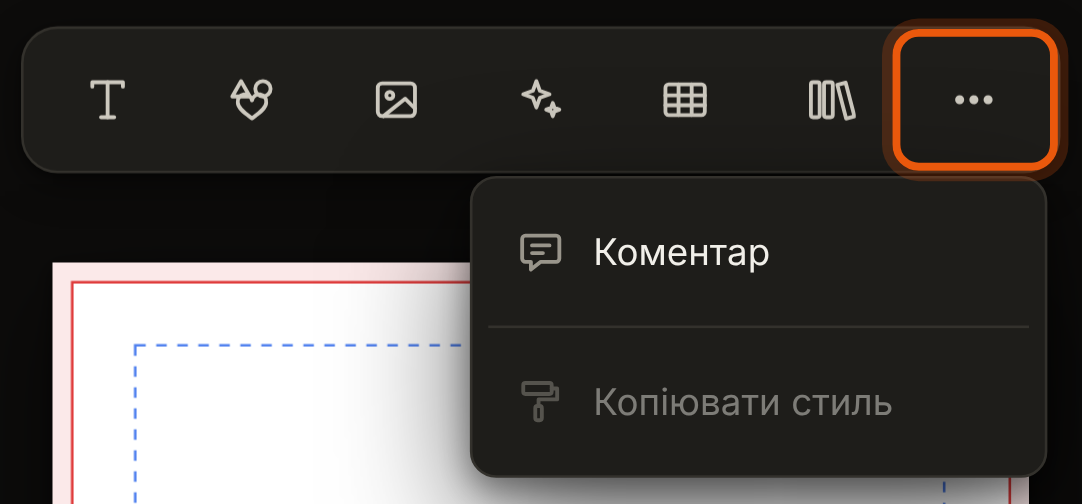 Коментар
Копіювати стиль